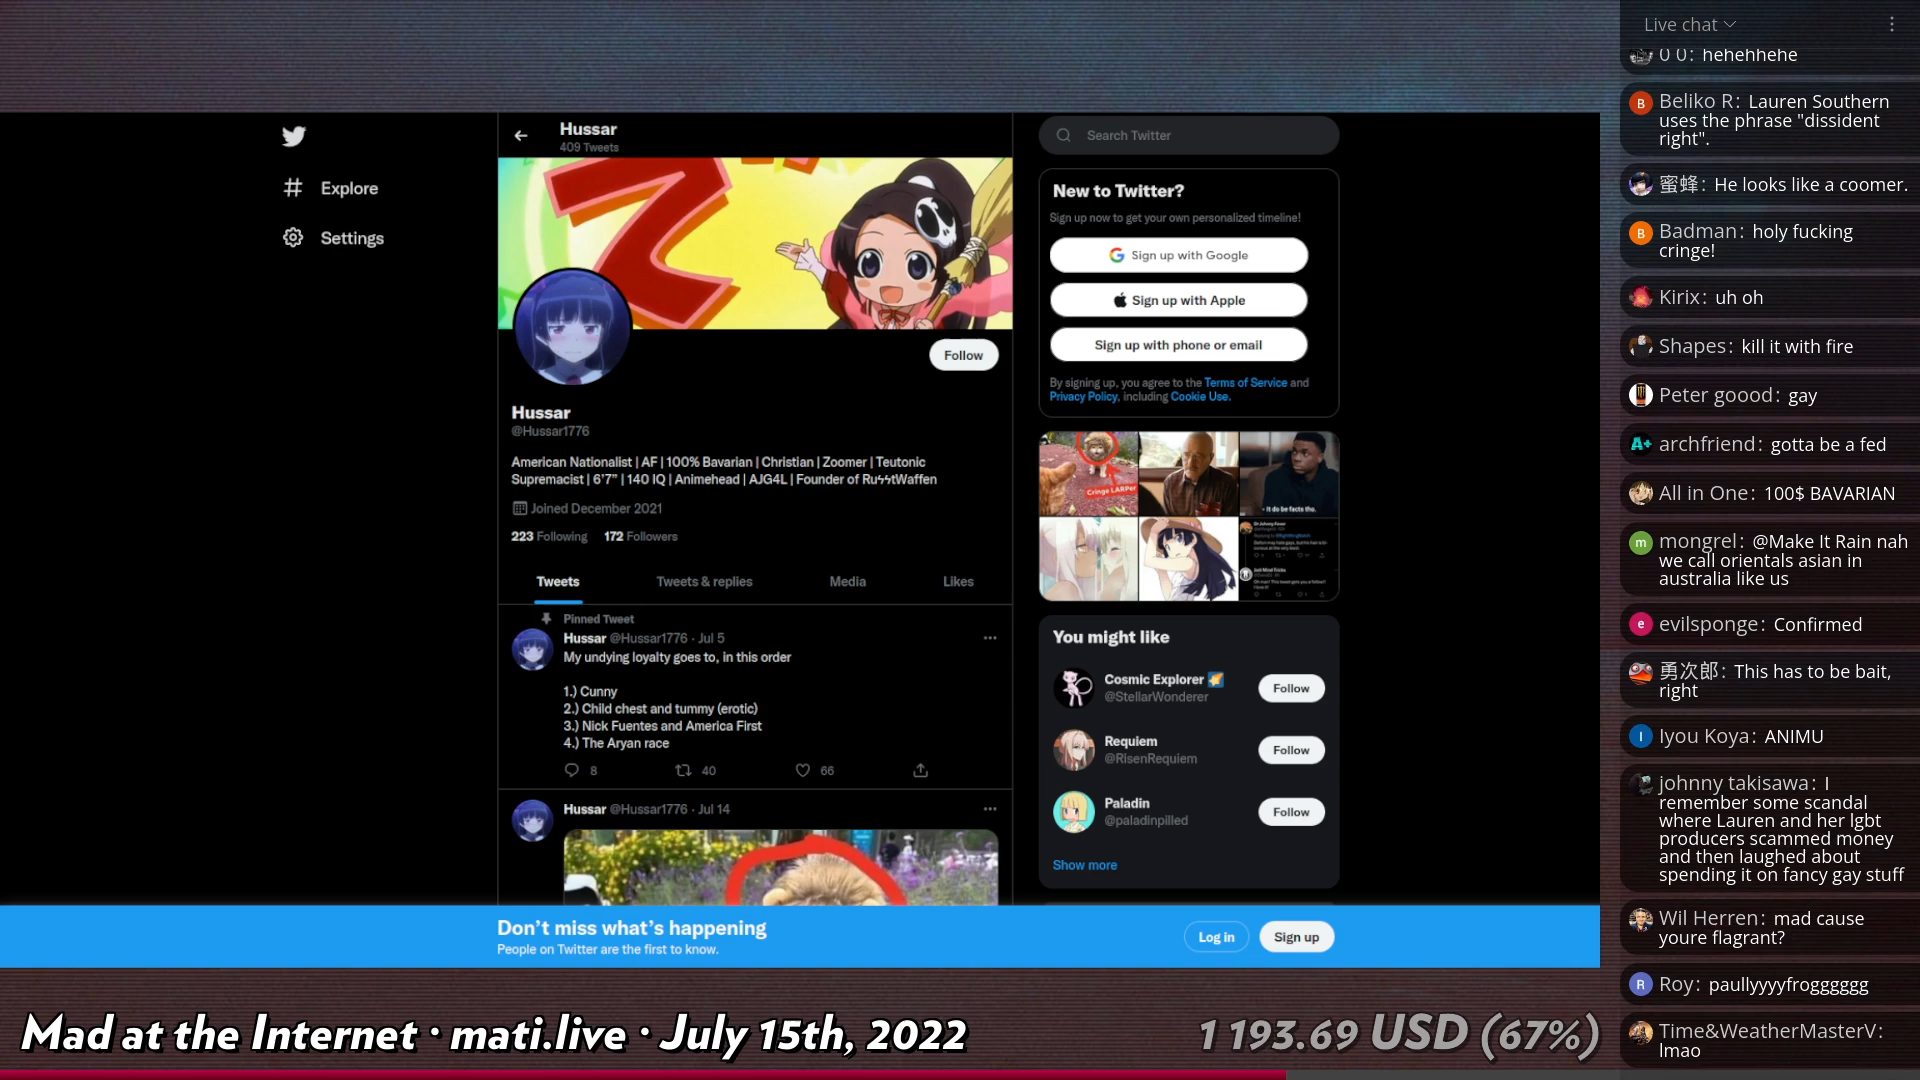 Live chat
0 0: hehehhehe
Beliko R: Lauren Southern
uses the phrase "dissident
right".
蜜蜂: He looks like a coomer.
Badman: holy fucking
cringe!
Kirix: uh oh
Shapes: kill it with fire
Peter goood: gay
archfriend: gotta be a fed
All in One: 100$ BAVARIAN
mongrel: @Make It Rain nah
we call orientals asian in
australia like us
evilsponge: Confirmed
勇次郎: This has to be bait,
right
Iyou Koya: ANIMU
johnny takisawa: I
remember some scandal
where Lauren and her lgbt
producers scammed money
and then laughed about
spending it on fancy gay stuff
Wil Herren: mad cause
youre flagrant?
Roy: paullyyyyfrogggggg
Time&WeatherMasterV:
lmao
Explore
Settings
Hussar
409 Tweets
Follow
Hussar
@Hussar1776
American Nationalist | AF | 100% Bavarian | Christian | Zoomer | Teutonic
Supremacist | 6'7" | 140 IQ | Animehead | AJG4L | Founder of RuϟϟtWaffen
Joined December 2021
223 Following 172 Followers
Tweets Tweets & replies Media Likes
Pinned Tweet
Hussar @Hussar1776 · Jul 5
My undying loyalty goes to, in this order
1.) Cunny
2.) Child chest and tummy (erotic)
3.) Nick Fuentes and America First
4.) The Aryan race
8 40 66
Hussar @Hussar1776 · Jul 14
Search Twitter
New to Twitter?
Sign up now to get your own personalized timeline!
Sign up with Google
Sign up with Apple
Sign up with phone or email
By signing up, you agree to the Terms of Service and
Privacy Policy, including Cookie Use.
Cringe LARPer
- It do be facts tho.
You might like
Cosmic Explorer
@StellarWonderer
Follow
Requiem
@RisenRequiem
Follow
Paladin
@paladinpilled
Follow
Show more
Don't miss what's happening
People on Twitter are the first to know.
Log in
Sign up
Mad at the Internet · mati.live · July 15th, 2022
1 193.69 USD (67%)